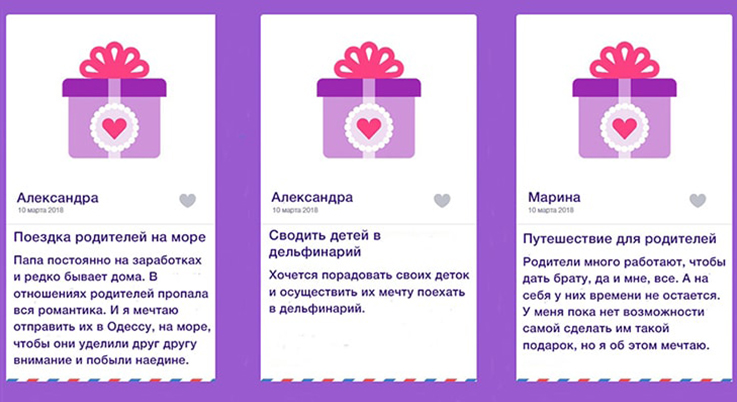 Александра
10 марта 2018
Поездка родителей на море
Папа постоянно на заработках
и редко бывает дома. В
отношениях родителей пропала
вся романтика. И я мечтаю
отправить их в Одессу, на море,
чтобы они уделили друг другу
внимание и побыли наедине.
Александра
10 марта 2018
Сводить детей в
дельфинарий
Хочется порадовать своих деток
и осуществить их мечту поехать
в дельфинарий.
Марина
10 марта 2018
Путешествие для родителей
Родители много работают, чтобы
дать брату, да и мне, все. А на
себя у них времени не остается.
У меня пока нет возможности
самой сделать им такой
подарок, но я об этом мечтаю.